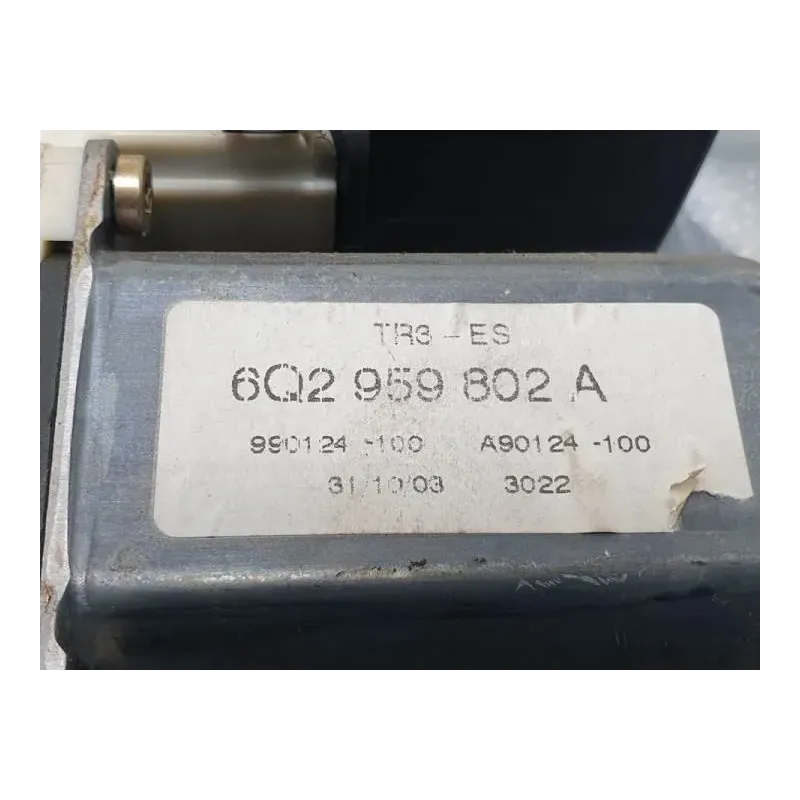 TR3-ES
6Q2 959 802 A
990124-100 A90124-100
31/10/03 3022